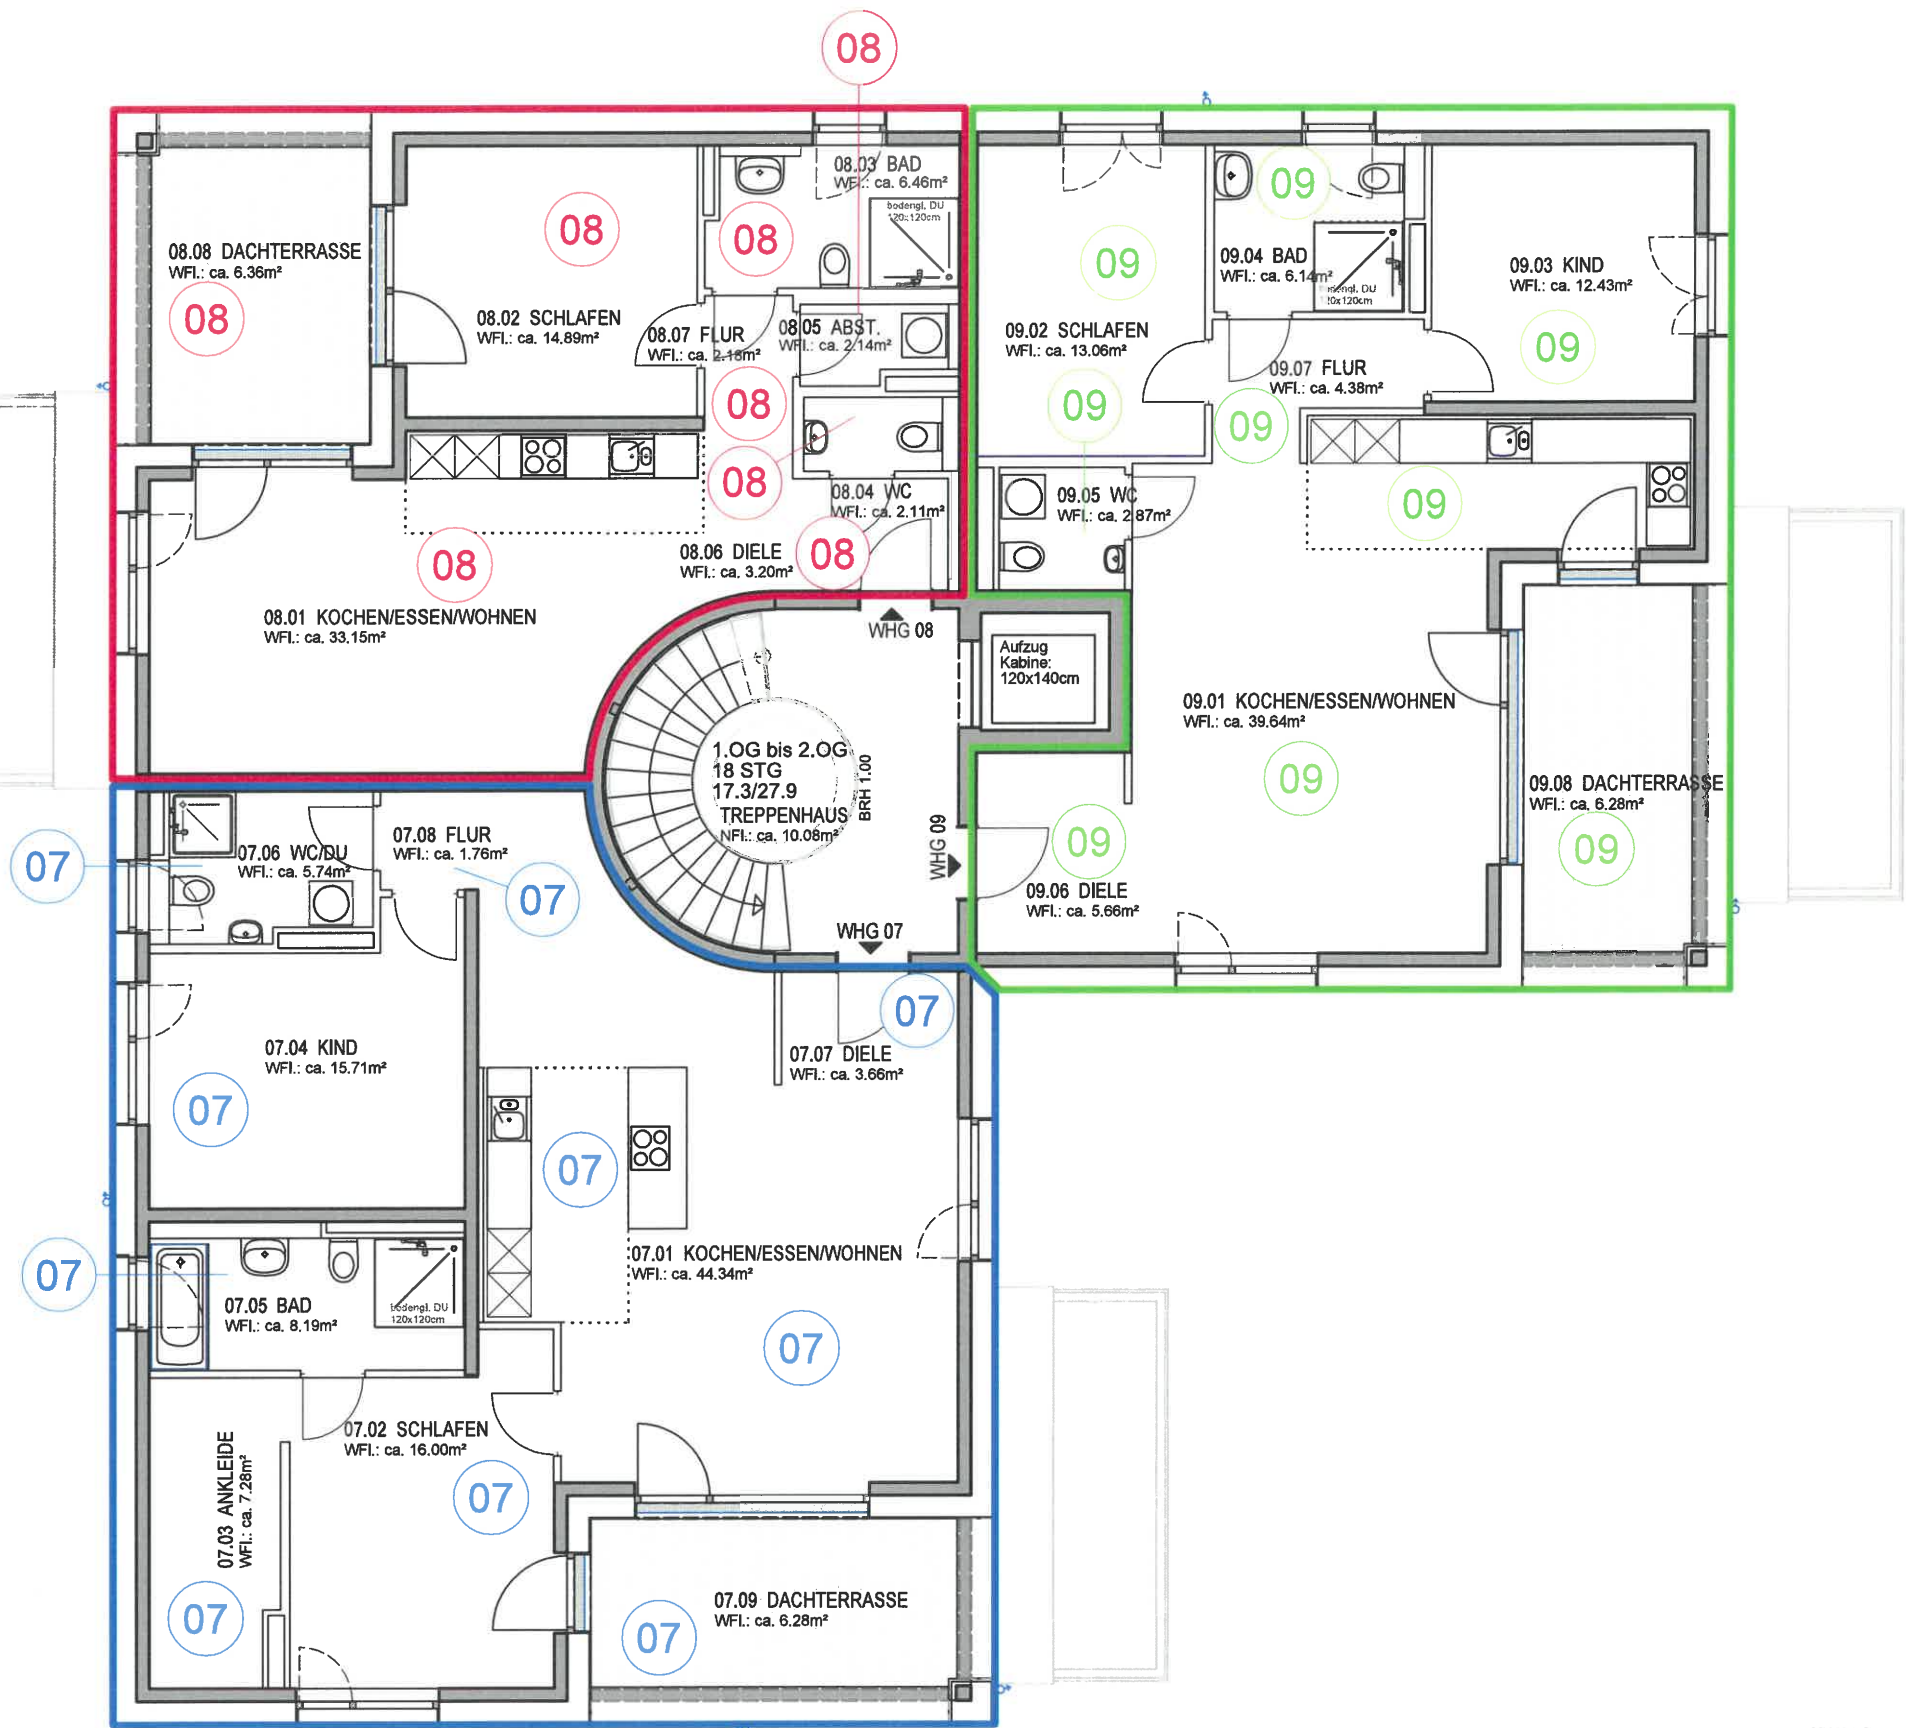 08
08.03 BAD
WFl.: ca. 6.46m²
bodengl. DU
120x120cm
08
08
08.08 DACHTERRASSE
WFl.: ca. 6.36m²
08
08.02 SCHLAFEN
WFl.: ca. 14.89m²
08.07 FLUR
WFl.: ca. 2.18m²
08.05 ABST.
WFl.: ca. 2.14m²
08
08
08.04 WC
WFl.: ca. 2.11m²
08
08.06 DIELE
WFl.: ca. 3.20m²
08
08.01 KOCHEN/ESSEN/WOHNEN
WFl.: ca. 33.15m²
WHG 08
09
09
09.04 BAD
WFl.: ca. 6.14m²
bodengl. DU
120x120cm
09.03 KIND
WFl.: ca. 12.43m²
09
09.02 SCHLAFEN
WFl.: ca. 13.06m²
09
09.07 FLUR
WFl.: ca. 4.38m²
09
09
09.05 WC
WFl.: ca. 2.87m²
Aufzug
Kabine:
120x140cm
09.01 KOCHEN/ESSEN/WOHNEN
WFl.: ca. 39.64m²
09
09.08 DACHTERRASSE
WFl.: ca. 6.28m²
09
09
09.06 DIELE
WFl.: ca. 5.66m²
WHG 09
1.OG bis 2.OG
18 STG
17.3/27.9
TREPPENHAUS
NFl.: ca. 10.08m²
BRH 1.00
WHG 07
07
07.06 WC/DU
WFl.: ca. 5.74m²
07.08 FLUR
WFl.: ca. 1.76m²
07
07
07.07 DIELE
WFl.: ca. 3.66m²
07.04 KIND
WFl.: ca. 15.71m²
07
07
07.01 KOCHEN/ESSEN/WOHNEN
WFl.: ca. 44.34m²
07
07
07.05 BAD
WFl.: ca. 8.19m²
bodengl. DU
120x120cm
07.02 SCHLAFEN
WFl.: ca. 16.00m²
07
07.03 ANKLEIDE
WFl.: ca. 7.28m²
07
07.09 DACHTERRASSE
WFl.: ca. 6.28m²
07